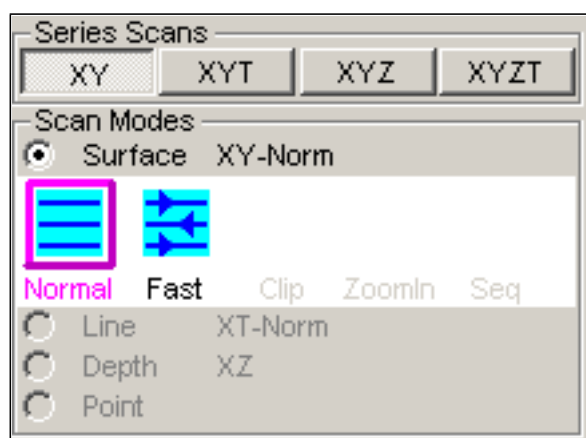 Series Scans
XY XYT XYZ XYZT
Scan Modes
Surface XY-Norm
Normal Fast Clip ZoomIn Seq
Line XT-Norm
Depth XZ
Point